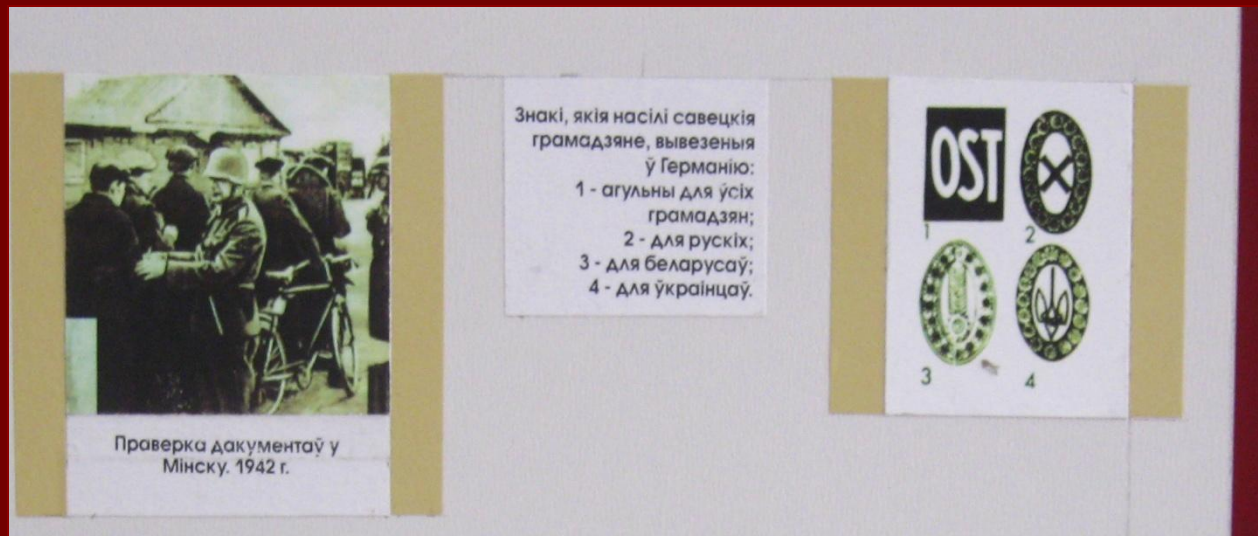 Праверка дакументаў у
Мінску. 1942 г.
Знакі, якія насілі савецкія
грамадзяне, вывезеныя
ў Германію:
1 - агульны для ўсіх
грамадзян;
2 - для рускіх;
3 - для беларусаў;
4 - для ўкраінцаў.
OST
1
2
3
4